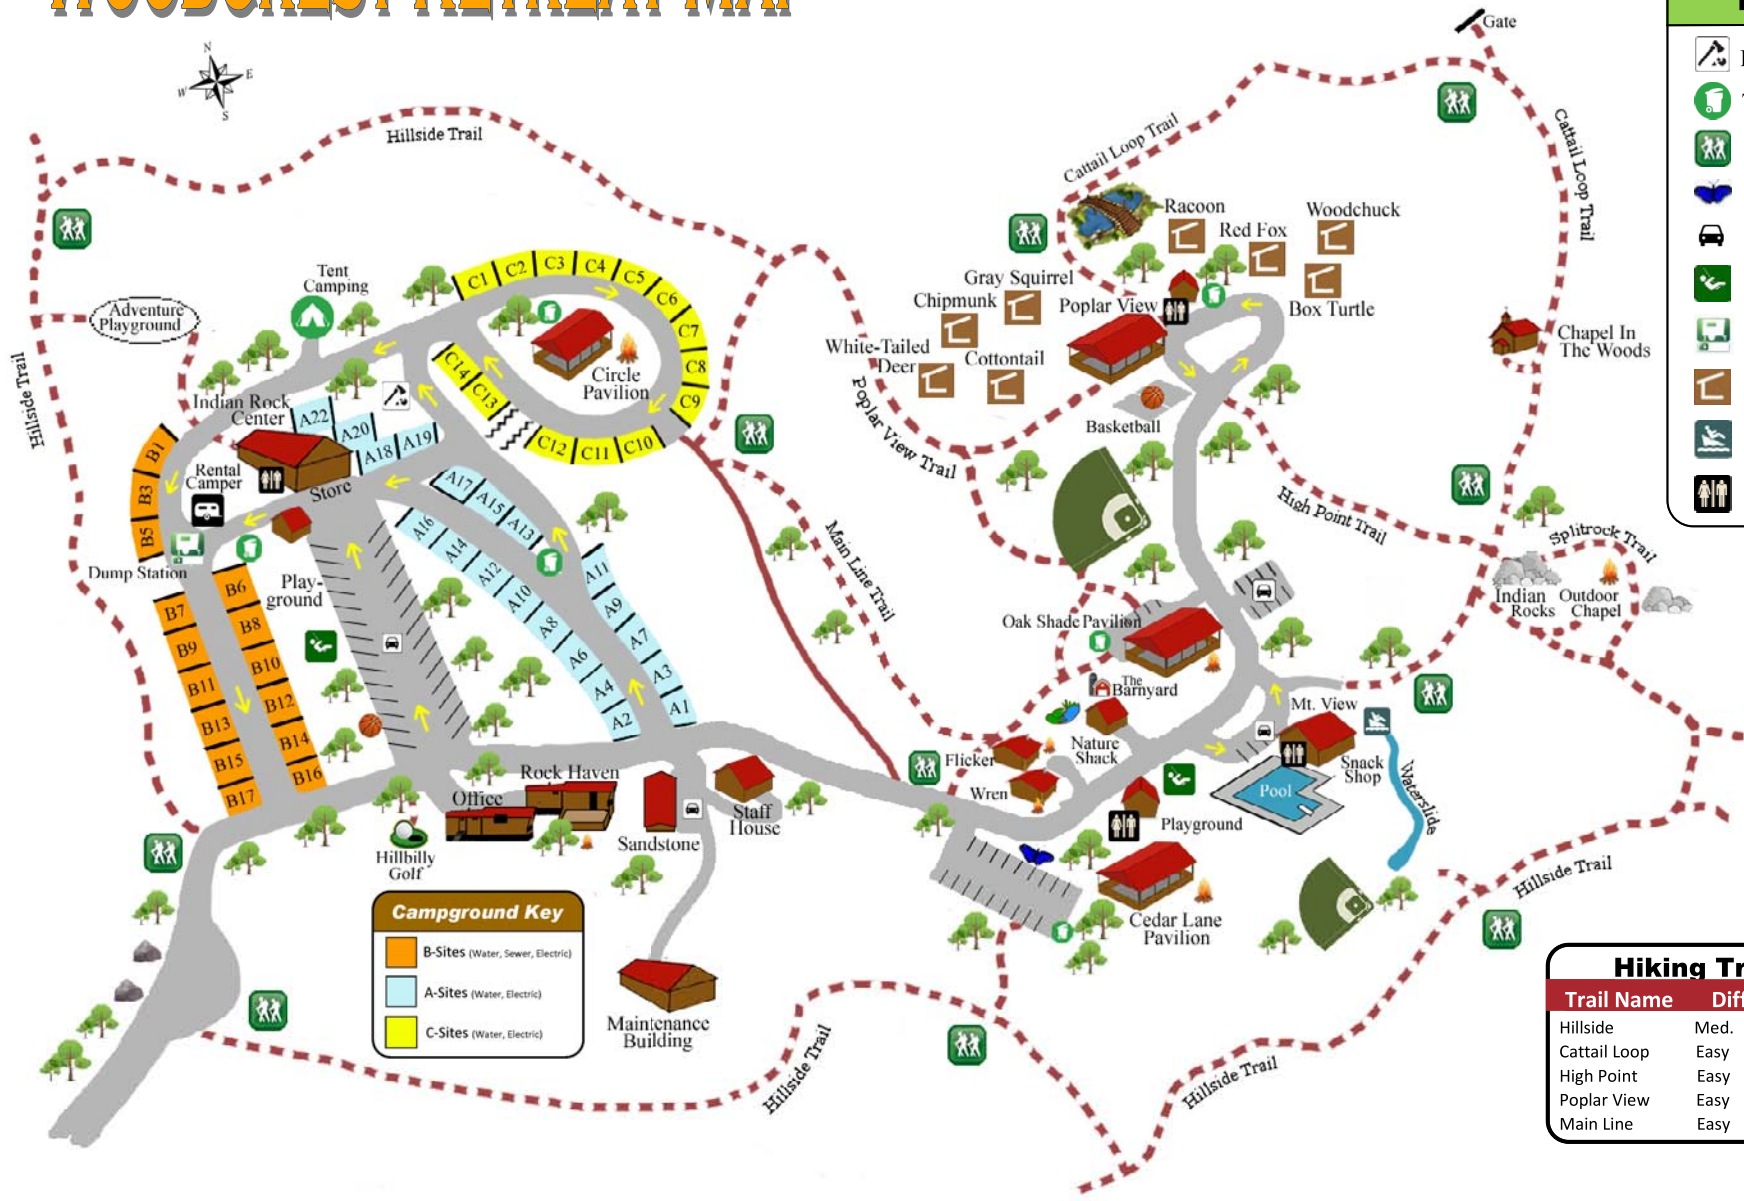 WOODCREST RETREAT MAP
Gate
N
W
E
S
Hillside Trail
Cattail Loop Trail
Cattail Loop Trail
Racoon
Red Fox
Woodchuck
Tent
Camping
Gray Squirrel
Chipmunk
Poplar View
Box Turtle
Adventure
Playground
C1
C2
C3
C4
C5
C6
C7
C8
C9
C10
C11
C12
C13
C14
Circle
Pavilion
White-Tailed
Deer
Cottontail
Chapel In
The Woods
Hillside Trail
Poplar View Trail
Basketball
Indian Rock
Center
A22
A20
A19
A18
Rental
Camper
Store
B1
B3
B5
Dump Station
A17
A15
A13
A16
A14
A12
A10
A8
A6
A4
A2
A11
A9
A7
A3
A1
Main Line Trail
High Point Trail
Splitrock Trail
Indian
Rocks
Outdoor
Chapel
Play-
ground
B6
B7
B8
B9
B10
B11
B12
B13
B14
B15
B16
B17
Oak Shade Pavilion
The
Barnyard
Nature
Shack
Mt. View
Snack
Shop
Flicker
Wren
Pool
Waterslide
Playground
Rock Haven
Office
Sandstone
Staff
House
Hillbilly
Golf
Cedar Lane
Pavilion
Hillside Trail
Campground Key
B-Sites (Water, Sewer, Electric)
A-Sites (Water, Electric)
C-Sites (Water, Electric)
Maintenance
Building
Hillside Trail
Hillside Trail
Hiking Tr
Trail Name Diff
Hillside Med.
Cattail Loop Easy
High Point Easy
Poplar View Easy
Main Line Easy